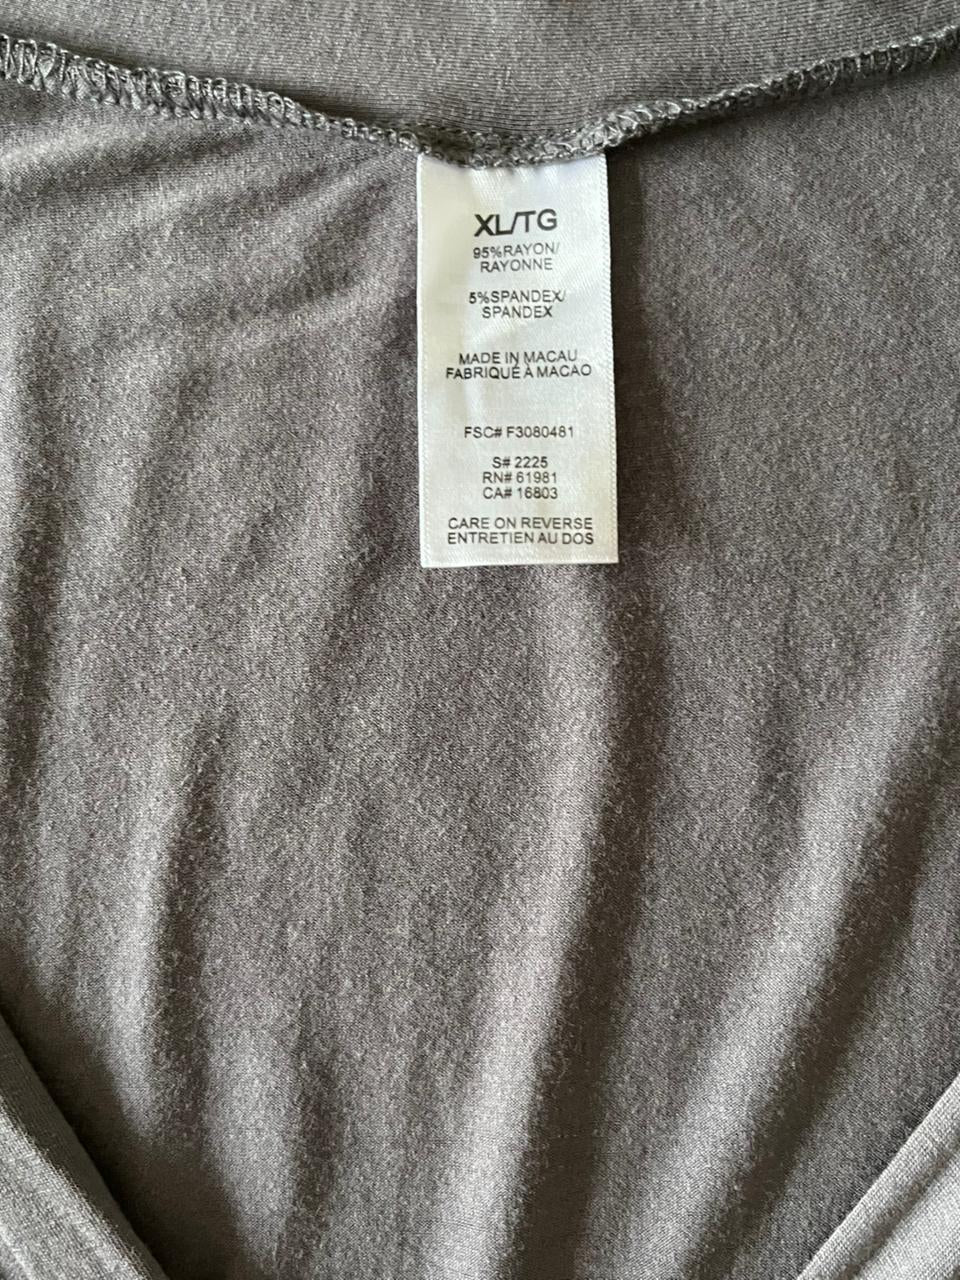 XL/TG
95%RAYON/
RAYONNE
5%SPANDEX/
SPANDEX
MADE IN MACAU
FABRIQUÉ À MACAO
FSC# F3080481
S# 2225
RN# 61981
CA# 16803
CARE ON REVERSE
ENTRETIEN AU DOS